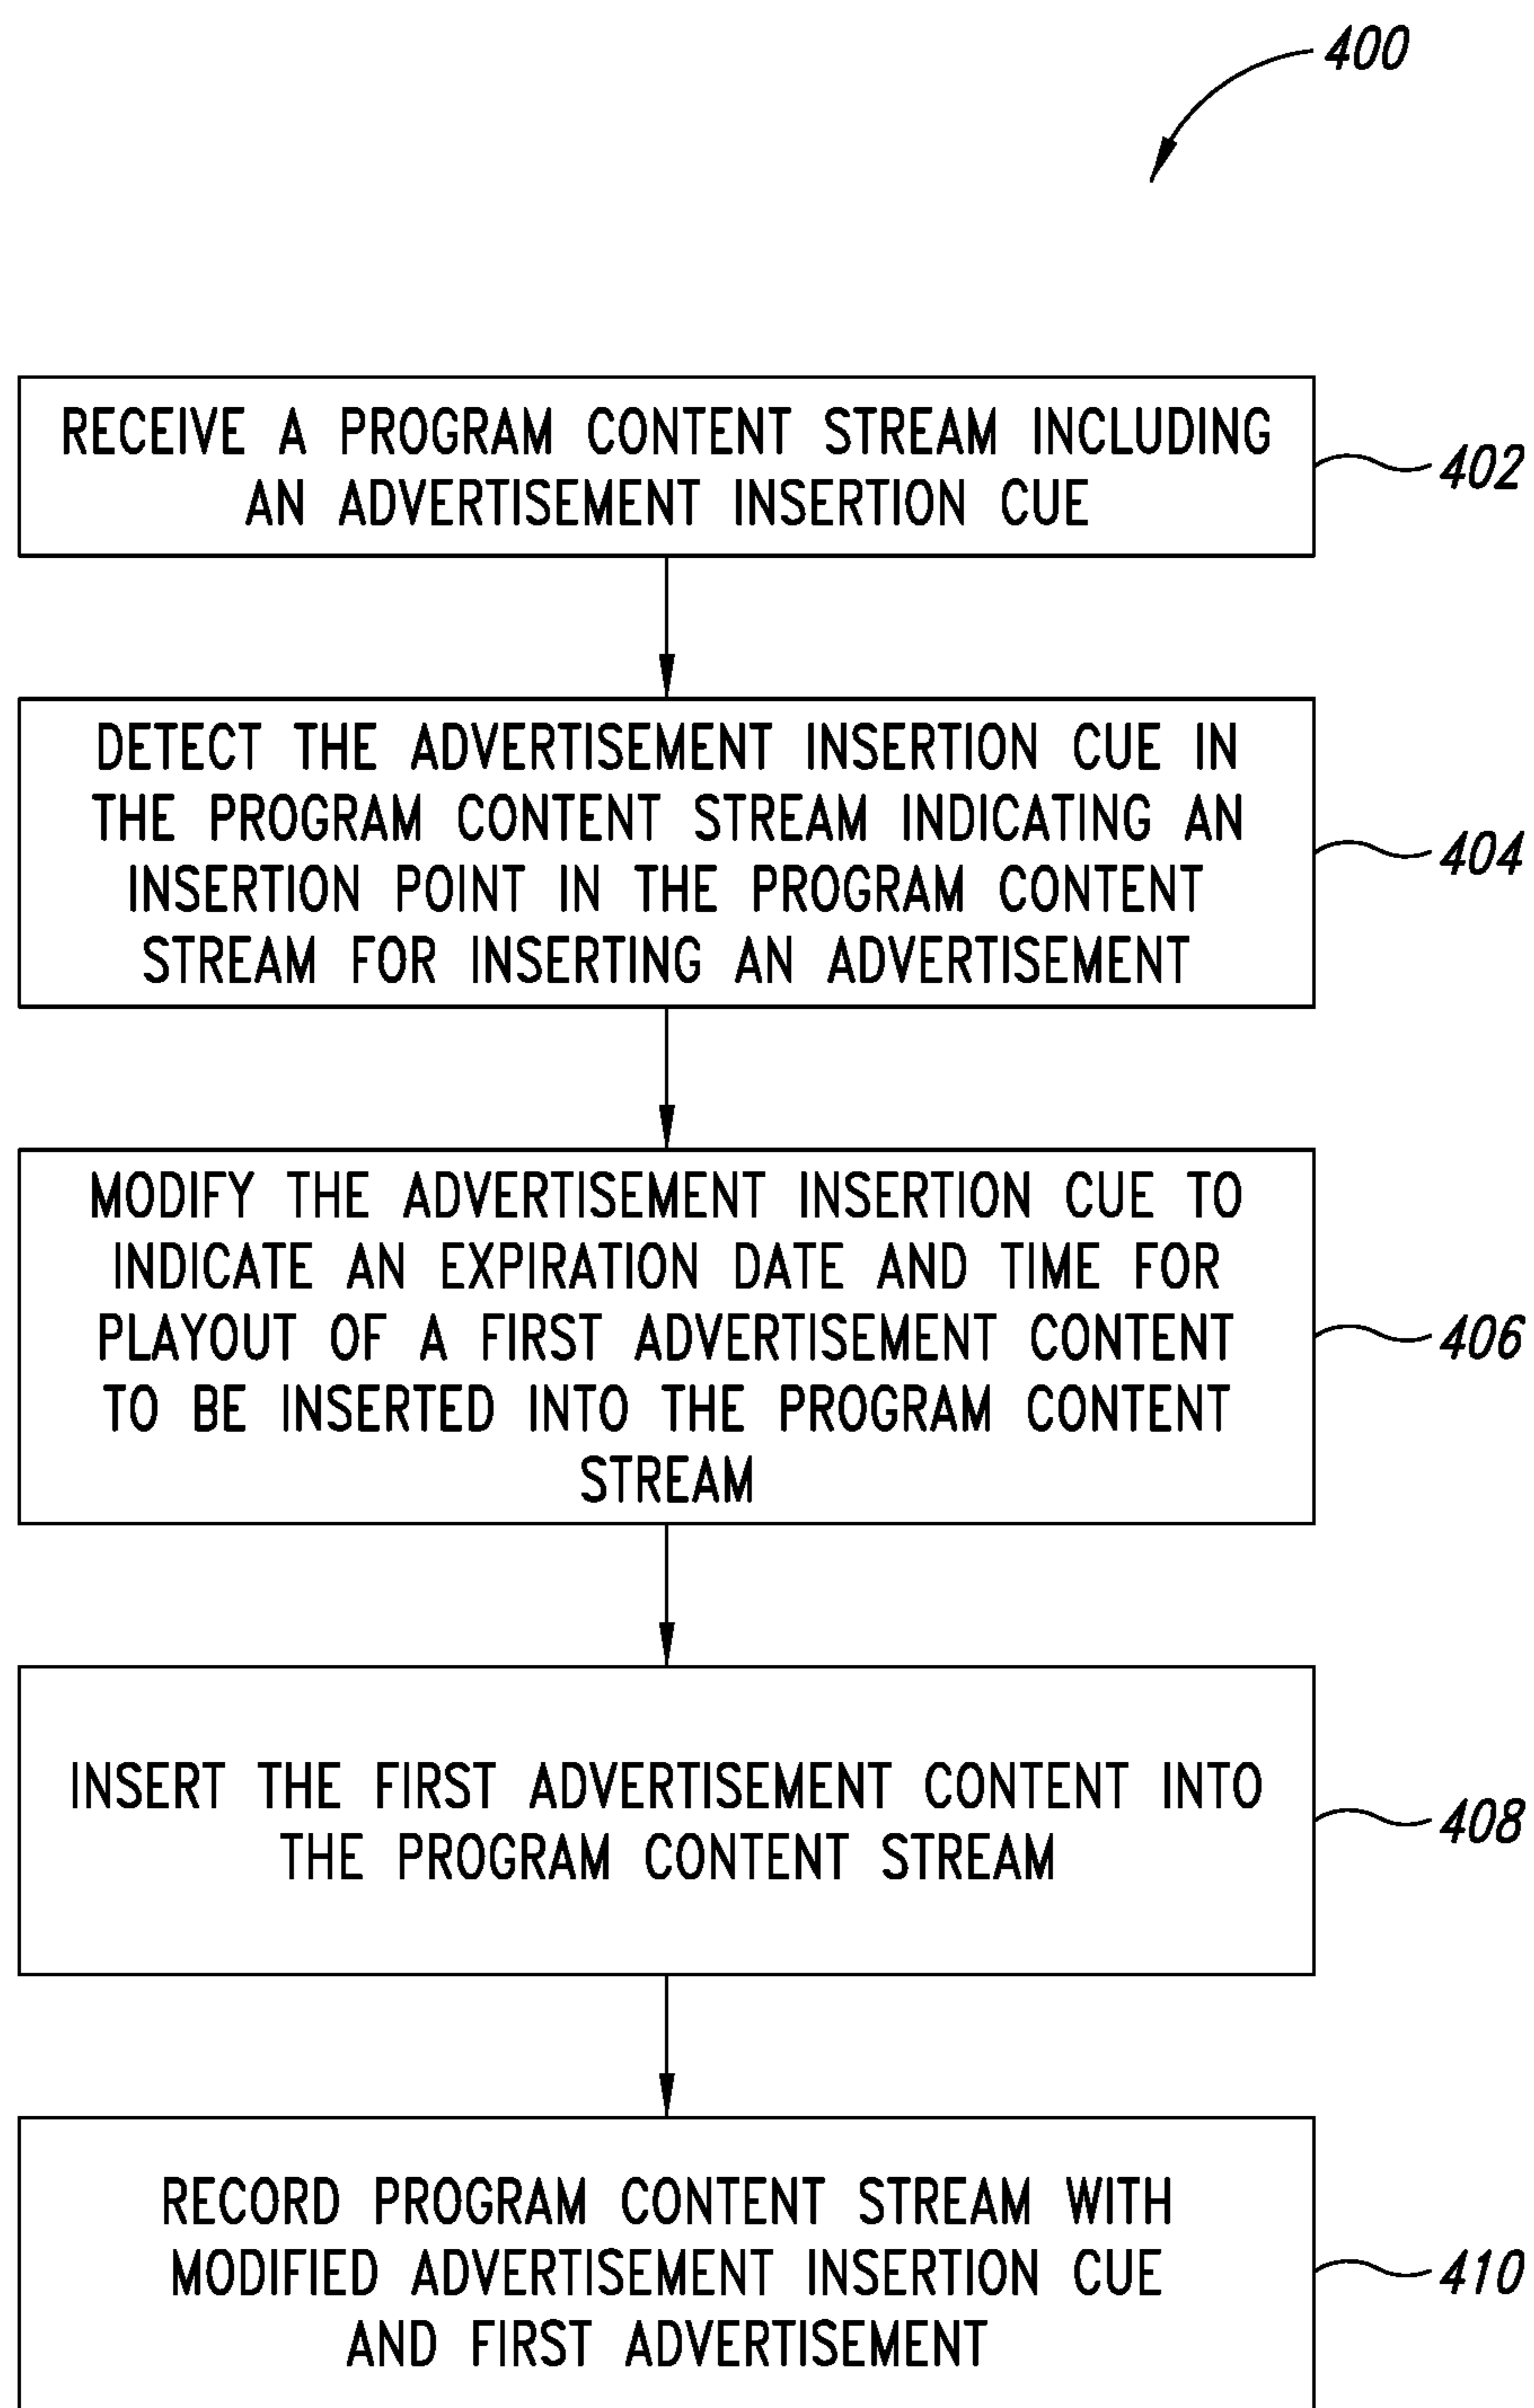 400
RECEIVE A PROGRAM CONTENT STREAM INCLUDING
AN ADVERTISEMENT INSERTION CUE
402
DETECT THE ADVERTISEMENT INSERTION CUE IN
THE PROGRAM CONTENT STREAM INDICATING AN
INSERTION POINT IN THE PROGRAM CONTENT
STREAM FOR INSERTING AN ADVERTISEMENT
404
MODIFY THE ADVERTISEMENT INSERTION CUE TO
INDICATE AN EXPIRATION DATE AND TIME FOR
PLAYOUT OF A FIRST ADVERTISEMENT CONTENT
TO BE INSERTED INTO THE PROGRAM CONTENT
STREAM
406
INSERT THE FIRST ADVERTISEMENT CONTENT INTO
THE PROGRAM CONTENT STREAM
408
RECORD PROGRAM CONTENT STREAM WITH
MODIFIED ADVERTISEMENT INSERTION CUE
AND FIRST ADVERTISEMENT
410